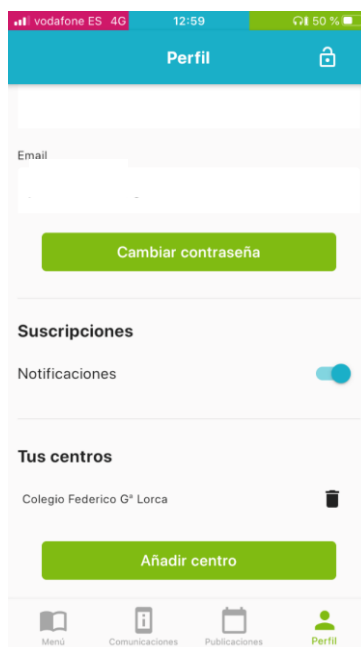 vodafone ES 4G 12:59 50 %
Perfil
Email
Cambiar contraseña
Suscripciones
Notificaciones
Tus centros
Colegio Federico Gª Lorca
Añadir centro
Menú Comunicaciones Publicaciones Perfil